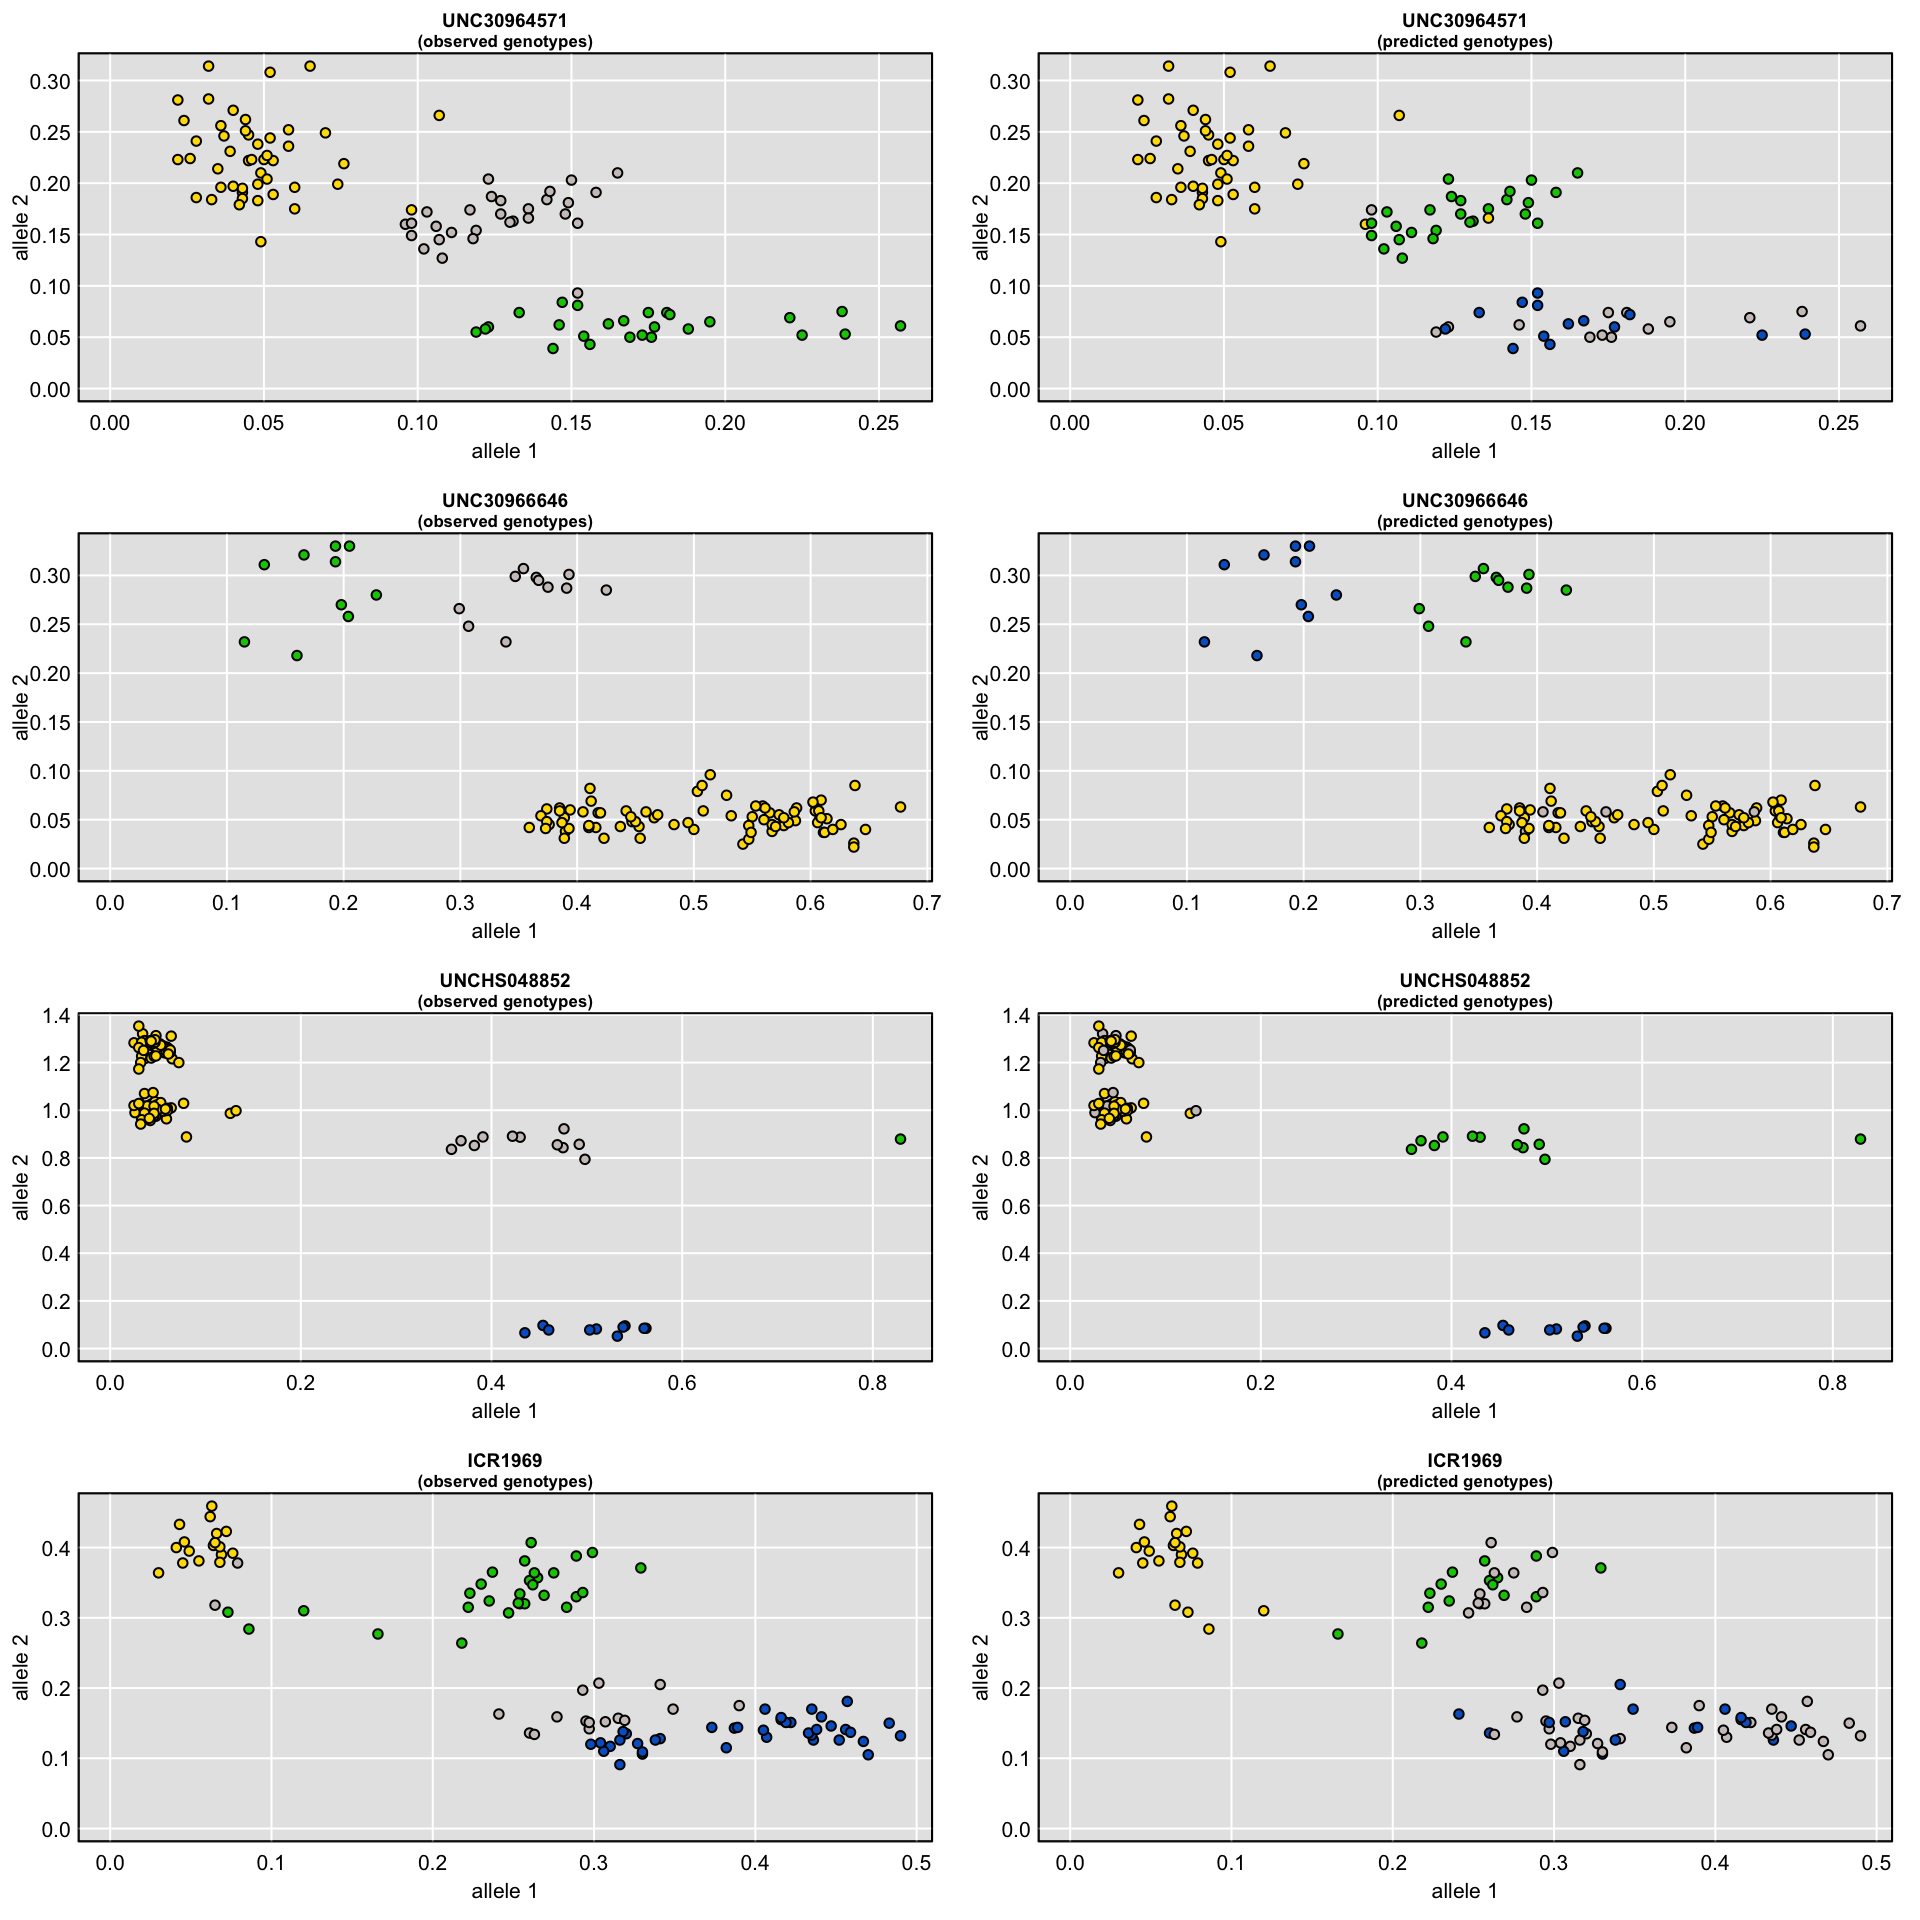 UNC30964571
(observed genotypes)
allele 2
0.30
0.25
0.20
0.15
0.10
0.05
0.00
0.00 0.05 0.10 0.15 0.20 0.25
allele 1
UNC30964571
(predicted genotypes)
allele 2
0.30
0.25
0.20
0.15
0.10
0.05
0.00
0.00 0.05 0.10 0.15 0.20 0.25
allele 1
UNC30966646
(observed genotypes)
allele 2
0.30
0.25
0.20
0.15
0.10
0.05
0.00
0.0 0.1 0.2 0.3 0.4 0.5 0.6 0.7
allele 1
UNC30966646
(predicted genotypes)
allele 2
0.30
0.25
0.20
0.15
0.10
0.05
0.00
0.0 0.1 0.2 0.3 0.4 0.5 0.6 0.7
allele 1
UNCHS048852
(observed genotypes)
allele 2
1.4
1.2
1.0
0.8
0.6
0.4
0.2
0.0
0.0 0.2 0.4 0.6 0.8
allele 1
UNCHS048852
(predicted genotypes)
allele 2
1.4
1.2
1.0
0.8
0.6
0.4
0.2
0.0
0.0 0.2 0.4 0.6 0.8
allele 1
ICR1969
(observed genotypes)
allele 2
0.4
0.3
0.2
0.1
0.0
0.0 0.1 0.2 0.3 0.4 0.5
allele 1
ICR1969
(predicted genotypes)
allele 2
0.4
0.3
0.2
0.1
0.0
0.0 0.1 0.2 0.3 0.4 0.5
allele 1